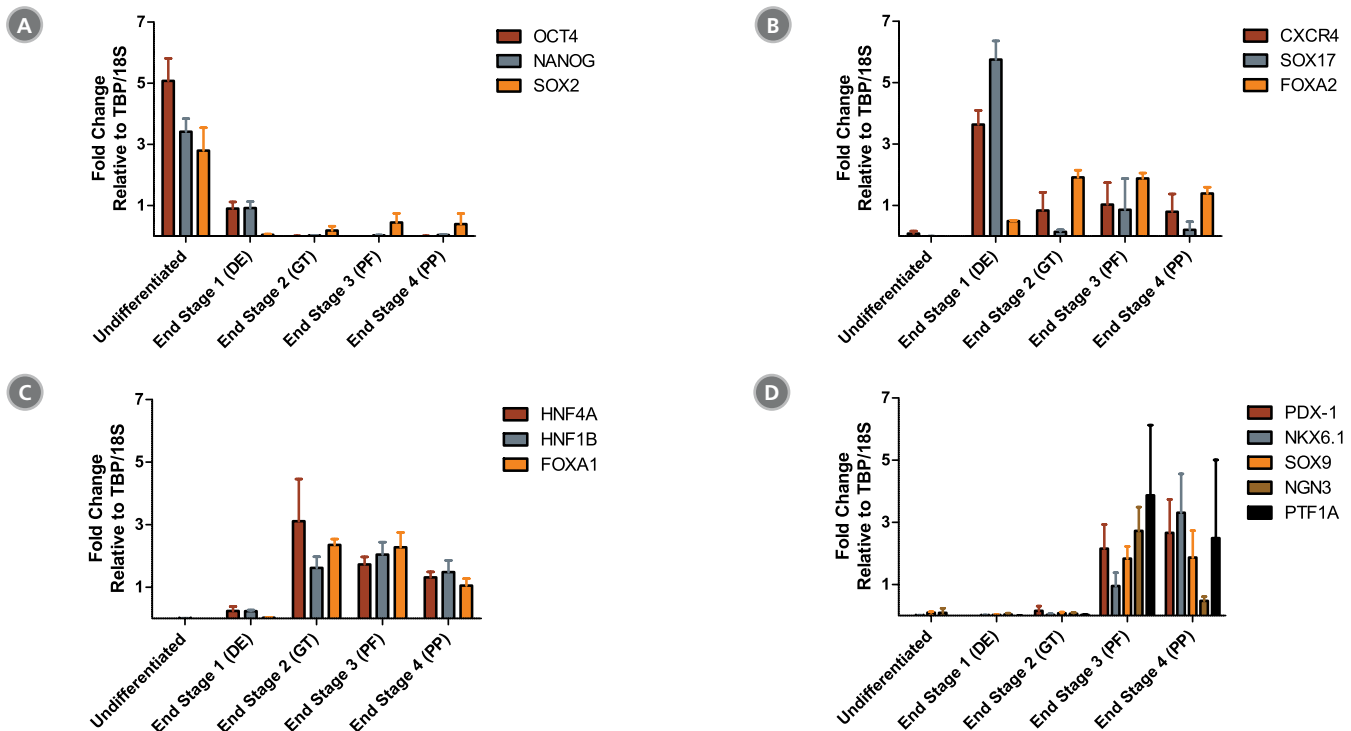 A
Fold Change
Relative to TBP/18S
7
5
3
1
OCT4
NANOG
SOX2
Undifferentiated
End Stage 1 (DE)
End Stage 2 (GT)
End Stage 3 (PF)
End Stage 4 (PP)
B
Fold Change
Relative to TBP/18S
7
5
3
1
CXCR4
SOX17
FOXA2
Undifferentiated
End Stage 1 (DE)
End Stage 2 (GT)
End Stage 3 (PF)
End Stage 4 (PP)
C
Fold Change
Relative to TBP/18S
7
5
3
1
HNF4A
HNF1B
FOXA1
Undifferentiated
End Stage 1 (DE)
End Stage 2 (GT)
End Stage 3 (PF)
End Stage 4 (PP)
D
Fold Change
Relative to TBP/18S
7
5
3
1
PDX-1
NKX6.1
SOX9
NGN3
PTF1A
Undifferentiated
End Stage 1 (DE)
End Stage 2 (GT)
End Stage 3 (PF)
End Stage 4 (PP)